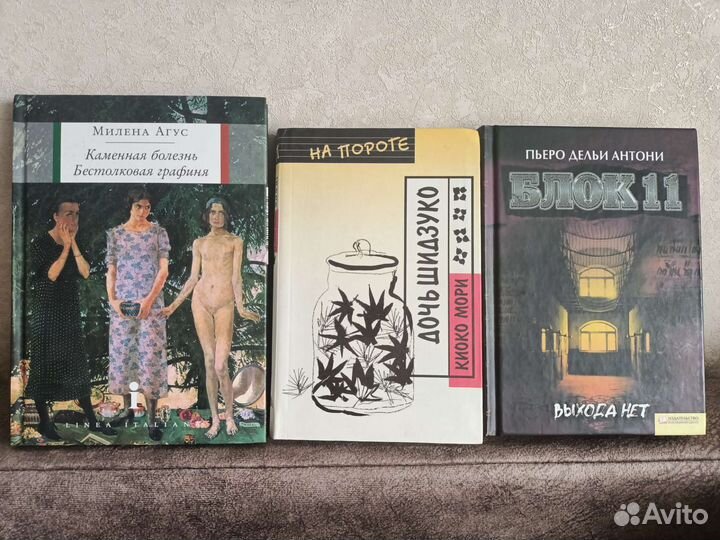 Милена Агус
Каменная болезнь
Бестолковая графиня
i
LINEA ITALIANA
НА ПОРОГЕ
ДОЧЬ ШИДЗУКО
КИОКО МОРИ
ПЬЕРО ДЕЛЬИ АНТОНИ
БЛОК 11
ВЫХОДА НЕТ
Avito